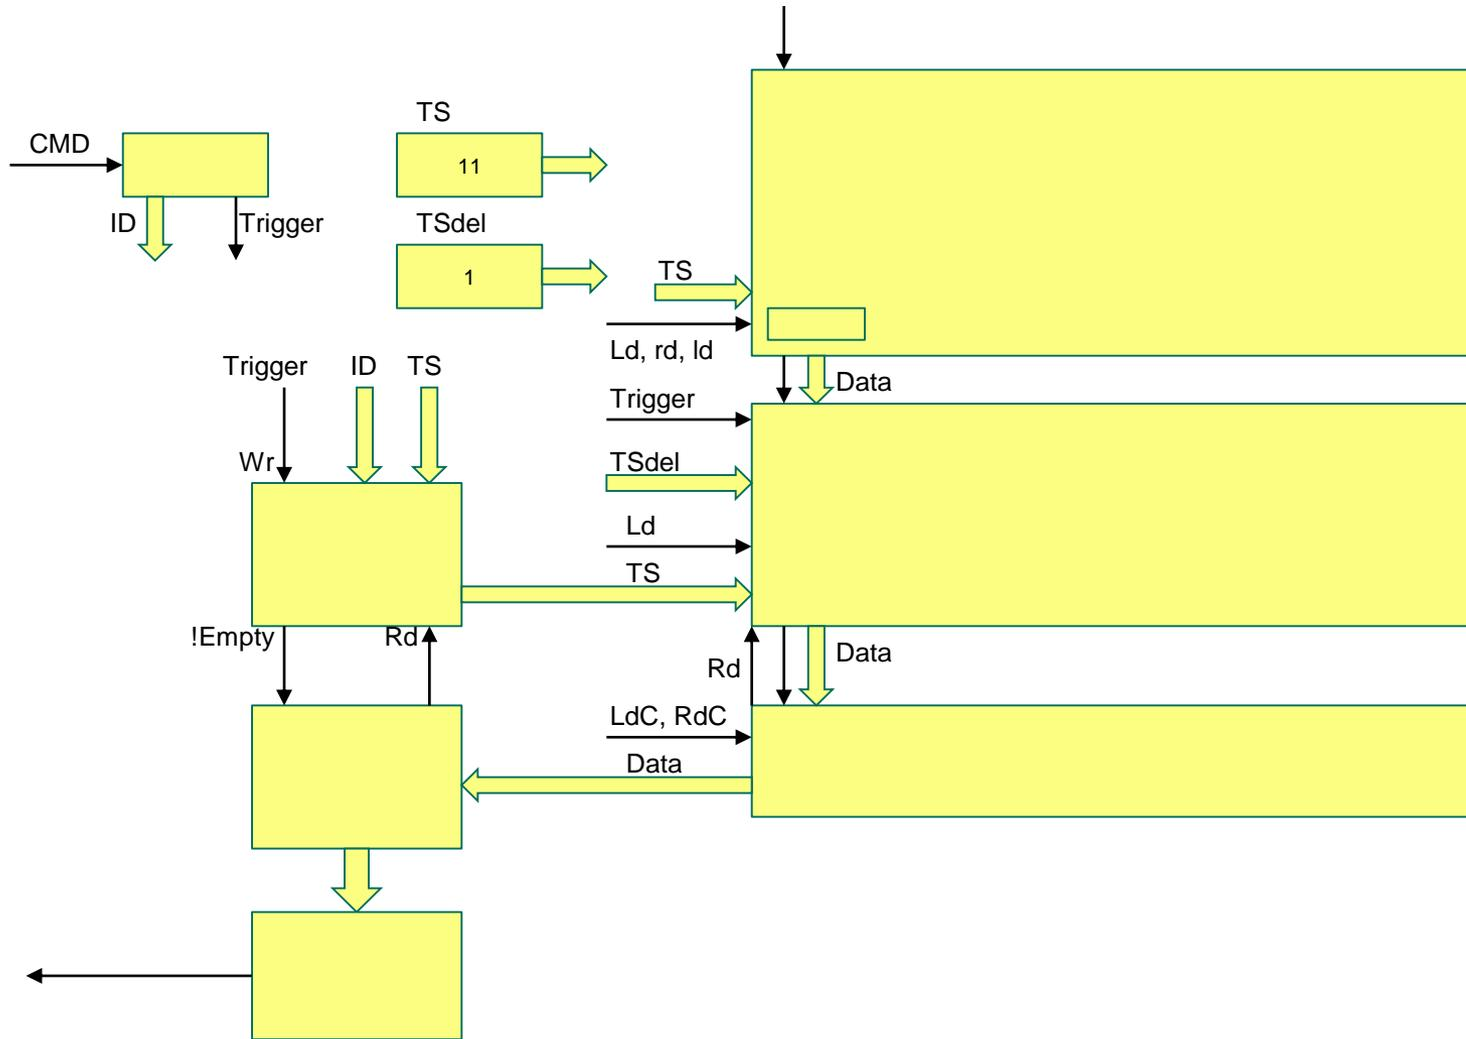 TS
CMD
11
ID
Trigger
TSdel
1
TS
Ld, rd, ld
Trigger
ID
TS
Data
Trigger
Wr
TSdel
Ld
TS
!Empty
Rd
Rd
Data
LdC, RdC
Data